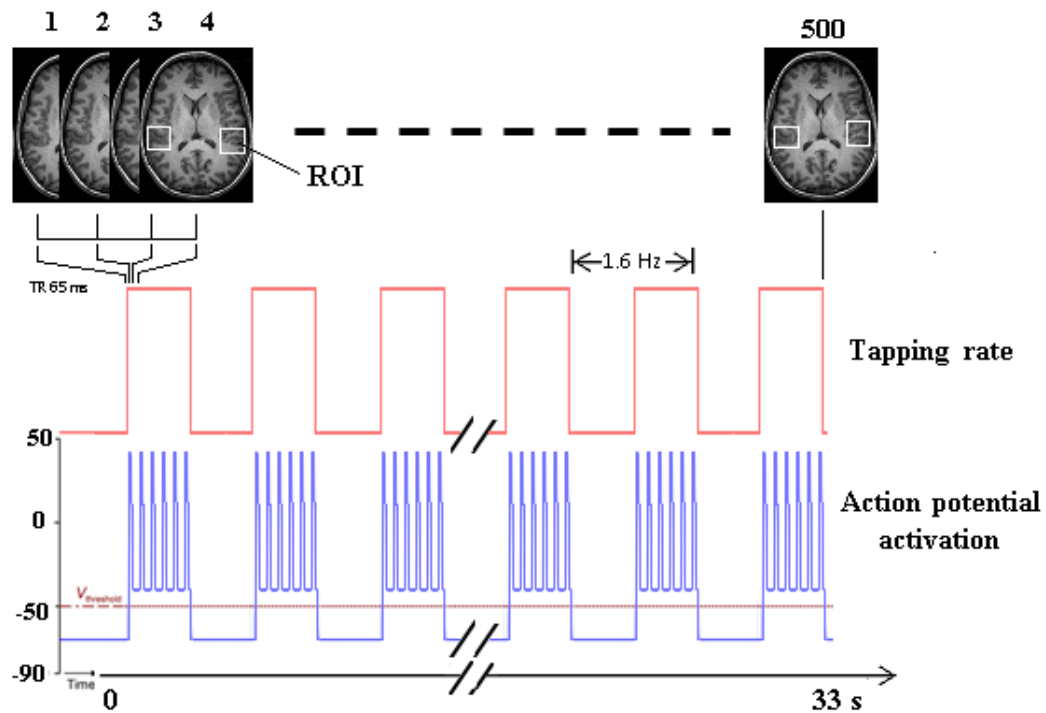 1 2 3 4 500
ROI
1.6 Hz
TR 65 ms
Tapping rate
50
0
Action potential
activation
Vthreshold
-50
-90
Time
0 33 s